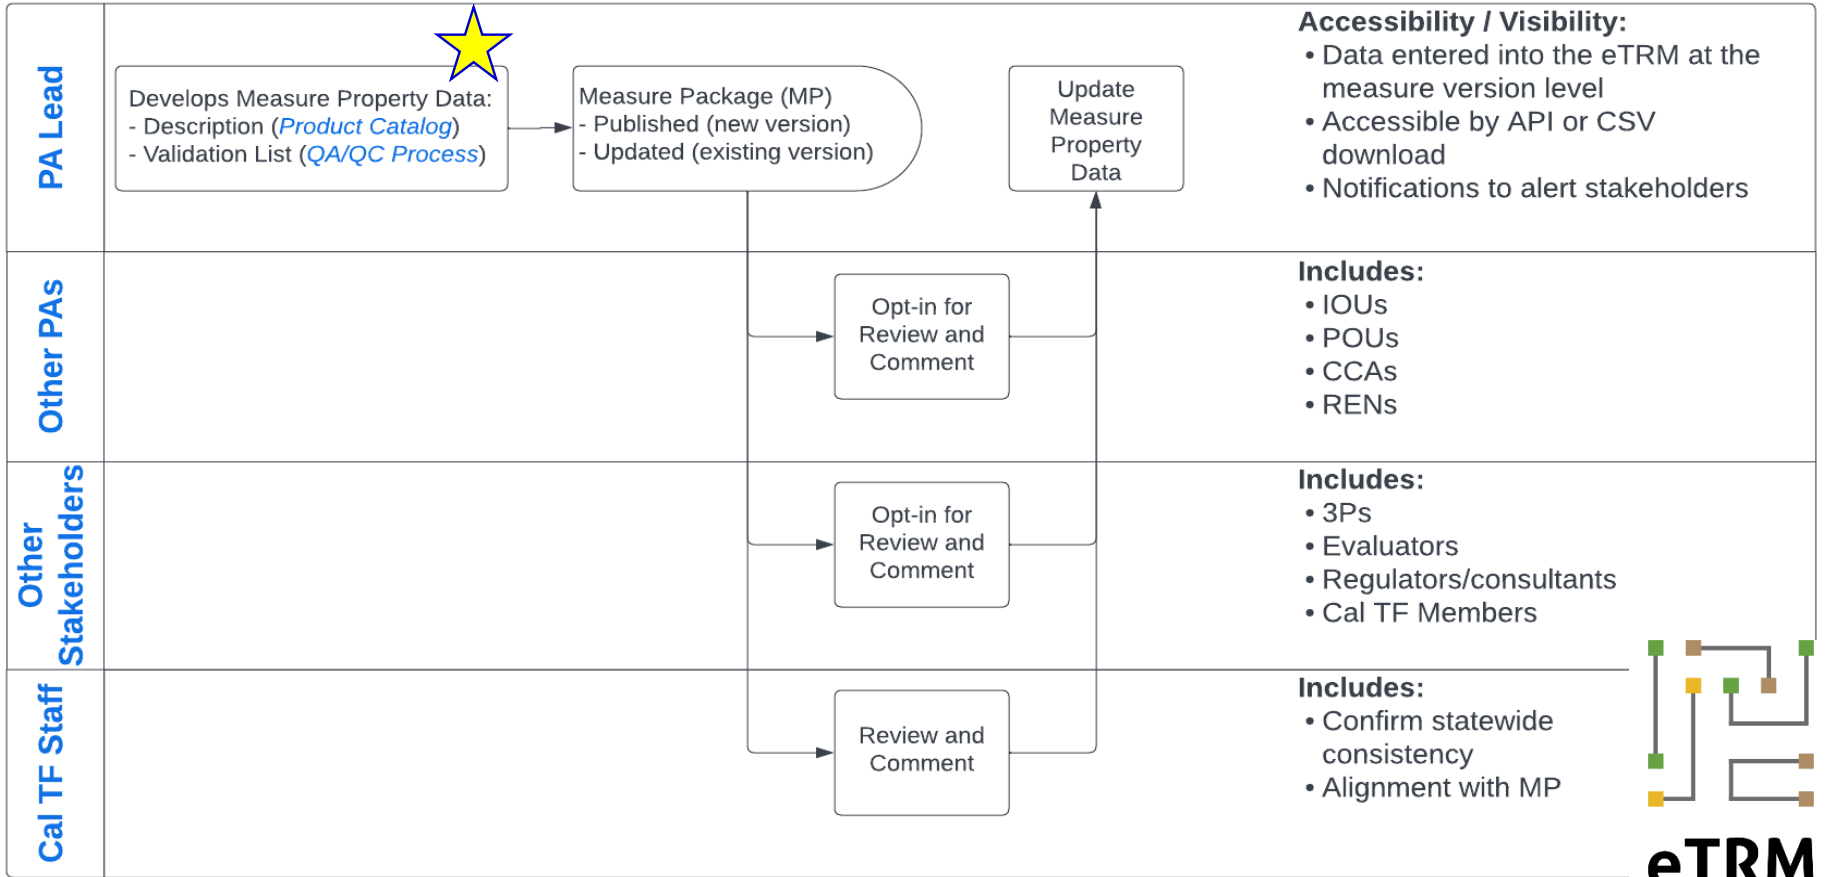 PA Lead
Develops Measure Property Data:
- Description (Product Catalog)
- Validation List (QA/QC Process)
Measure Package (MP)
- Published (new version)
- Updated (existing version)
Update
Measure
Property
Data
Accessibility / Visibility:
• Data entered into the eTRM at the
measure version level
• Accessible by API or CSV
download
• Notifications to alert stakeholders
Other PAs
Opt-in for
Review and
Comment
Includes:
• IOUs
• POUs
• CCAs
• RENs
Other
Stakeholders
Opt-in for
Review and
Comment
Includes:
• 3Ps
• Evaluators
• Regulators/consultants
• Cal TF Members
Cal TF Staff
Review and
Comment
Includes:
• Confirm statewide
consistency
• Alignment with MP
eTRM